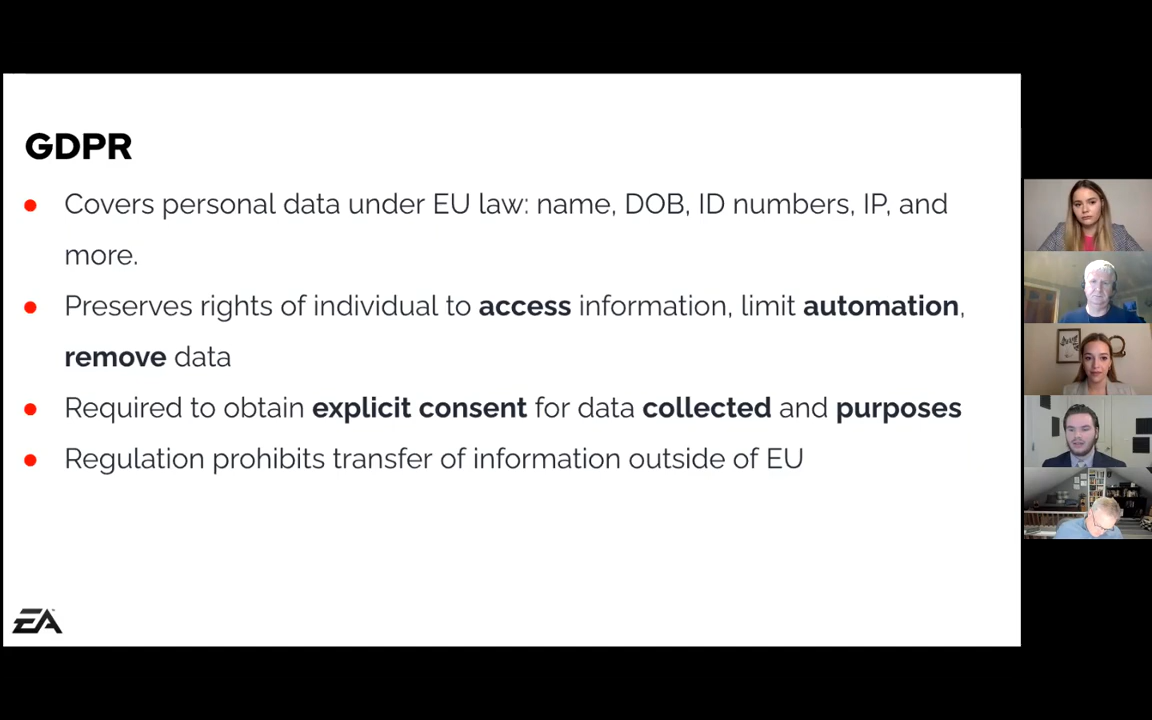 GDPR
● Covers personal data under EU law: name, DOB, ID numbers, IP, and
more.
● Preserves rights of individual to access information, limit automation,
remove data
● Required to obtain explicit consent for data collected and purposes
● Regulation prohibits transfer of information outside of EU
EA